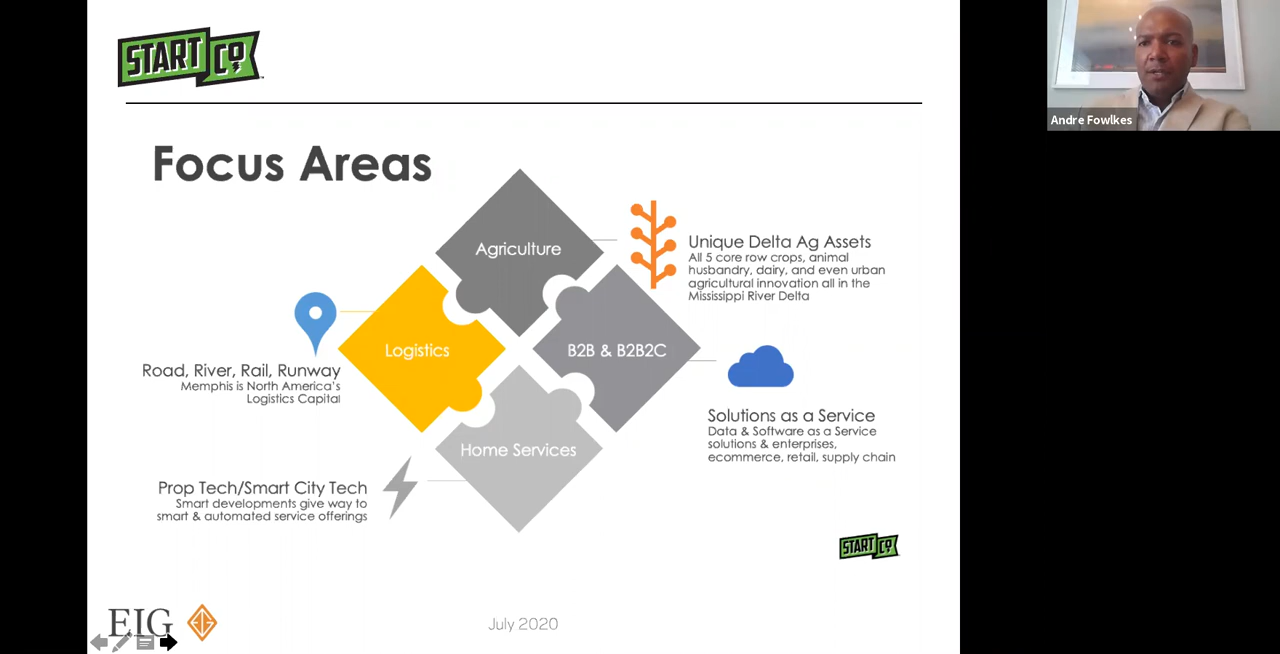 START CO.
Andre Fowlkes
Focus Areas
Agriculture
Unique Delta Ag Assets
All 5 core row crops, animal
husbandry, dairy, and even urban
agricultural innovation all in the
Mississippi River Delta
Logistics
B2B & B2B2C
Road, River, Rail, Runway
Memphis is North America's
Logistics Capital
Solutions as a Service
Data & Software as a Service
solutions & enterprises,
ecommerce, retail, supply chain
Home Services
Prop Tech/Smart City Tech
Smart developments give way to
smart & automated service offerings
START CO.
EIG
EIG
July 2020